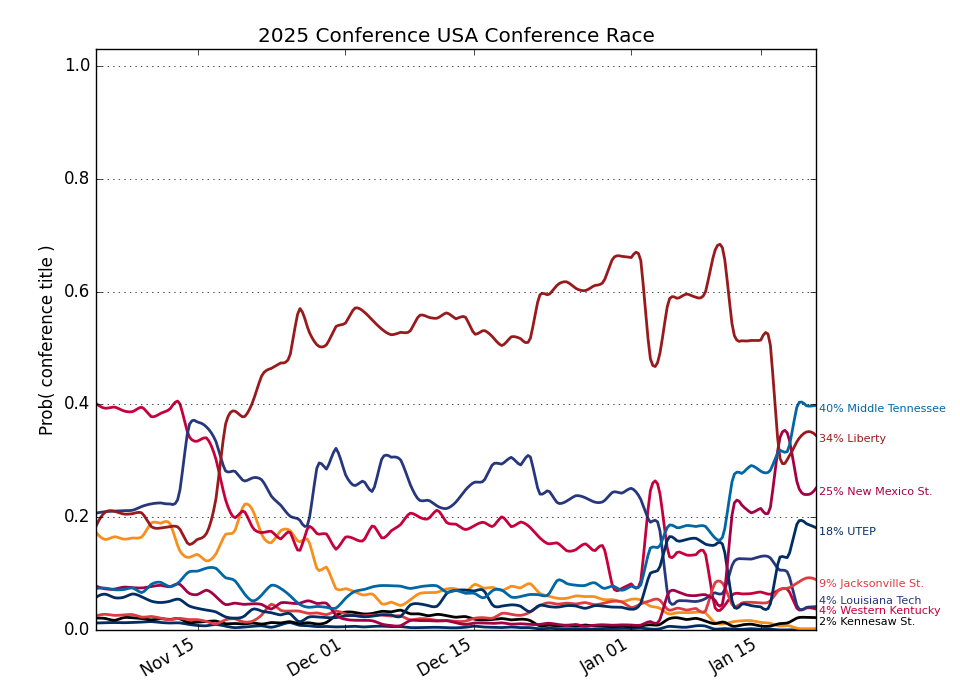 2025 Conference USA Conference Race
Prob( conference title )
1.0
0.8
0.6
0.4
0.2
0.0
40% Middle Tennessee
34% Liberty
25% New Mexico St.
18% UTEP
9% Jacksonville St.
4% Louisiana Tech
4% Western Kentucky
2% Kennesaw St.
Nov 15
Dec 01
Dec 15
Jan 01
Jan 15